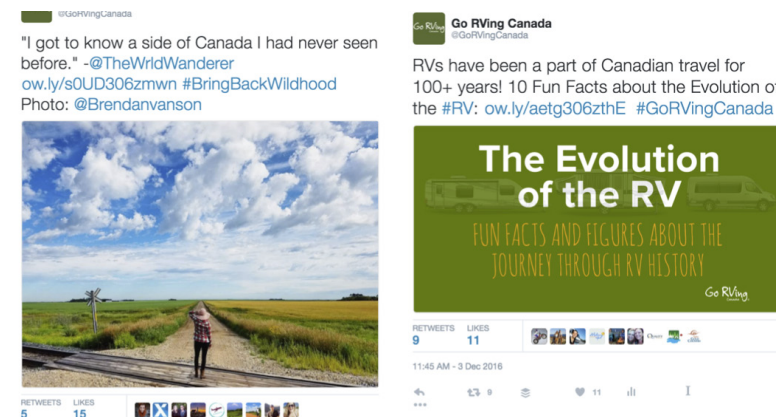 @GoRVingCanada
"I got to know a side of Canada I had never seen
before." -@TheWrldWanderer
ow.ly/s0UD306zmwn #BringBackWildhood
Photo: @Brendanvanson
RETWEETS LIKES
5 15
Go RVing
Go RVing Canada
@GoRVingCanada
RVs have been a part of Canadian travel for
100+ years! 10 Fun Facts about the Evolution of
the #RV: ow.ly/aetg306zthE #GoRVingCanada
The Evolution
of the RV
FUN FACTS AND FIGURES ABOUT THE
JOURNEY THROUGH RV HISTORY
Go RVing
RETWEETS LIKES
9 11
11:45 AM - 3 Dec 2016
9 11